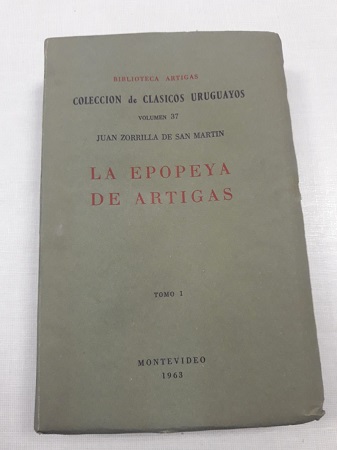 BIBLIOTECA ARTIGAS
COLECCION de CLASICOS URUGUAYOS
VOLUMEN 37
JUAN ZORRILLA DE SAN MARTIN
LA EPOPEYA
DE ARTIGAS
TOMO I
MONTEVIDEO
1963